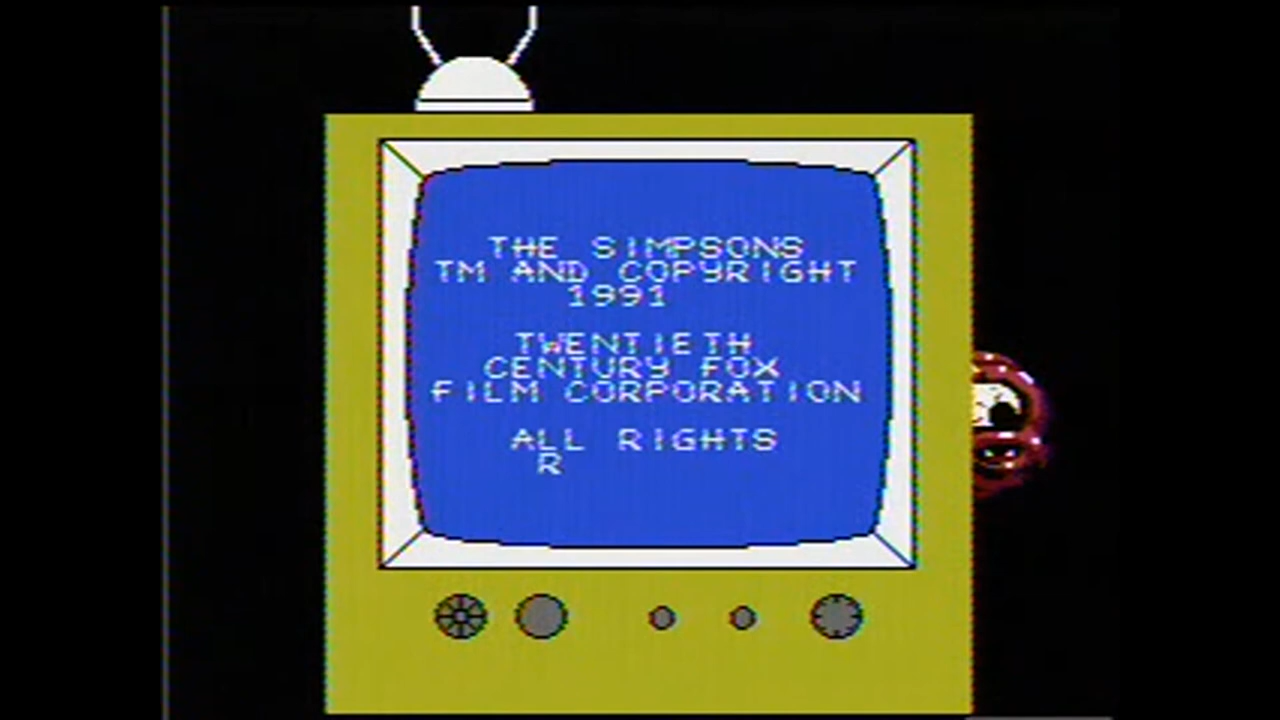 THE SIMPSONS
TM AND COPYRIGHT
1991
TWENTIETH
CENTURY FOX
FILM CORPORATION
ALL RIGHTS
R